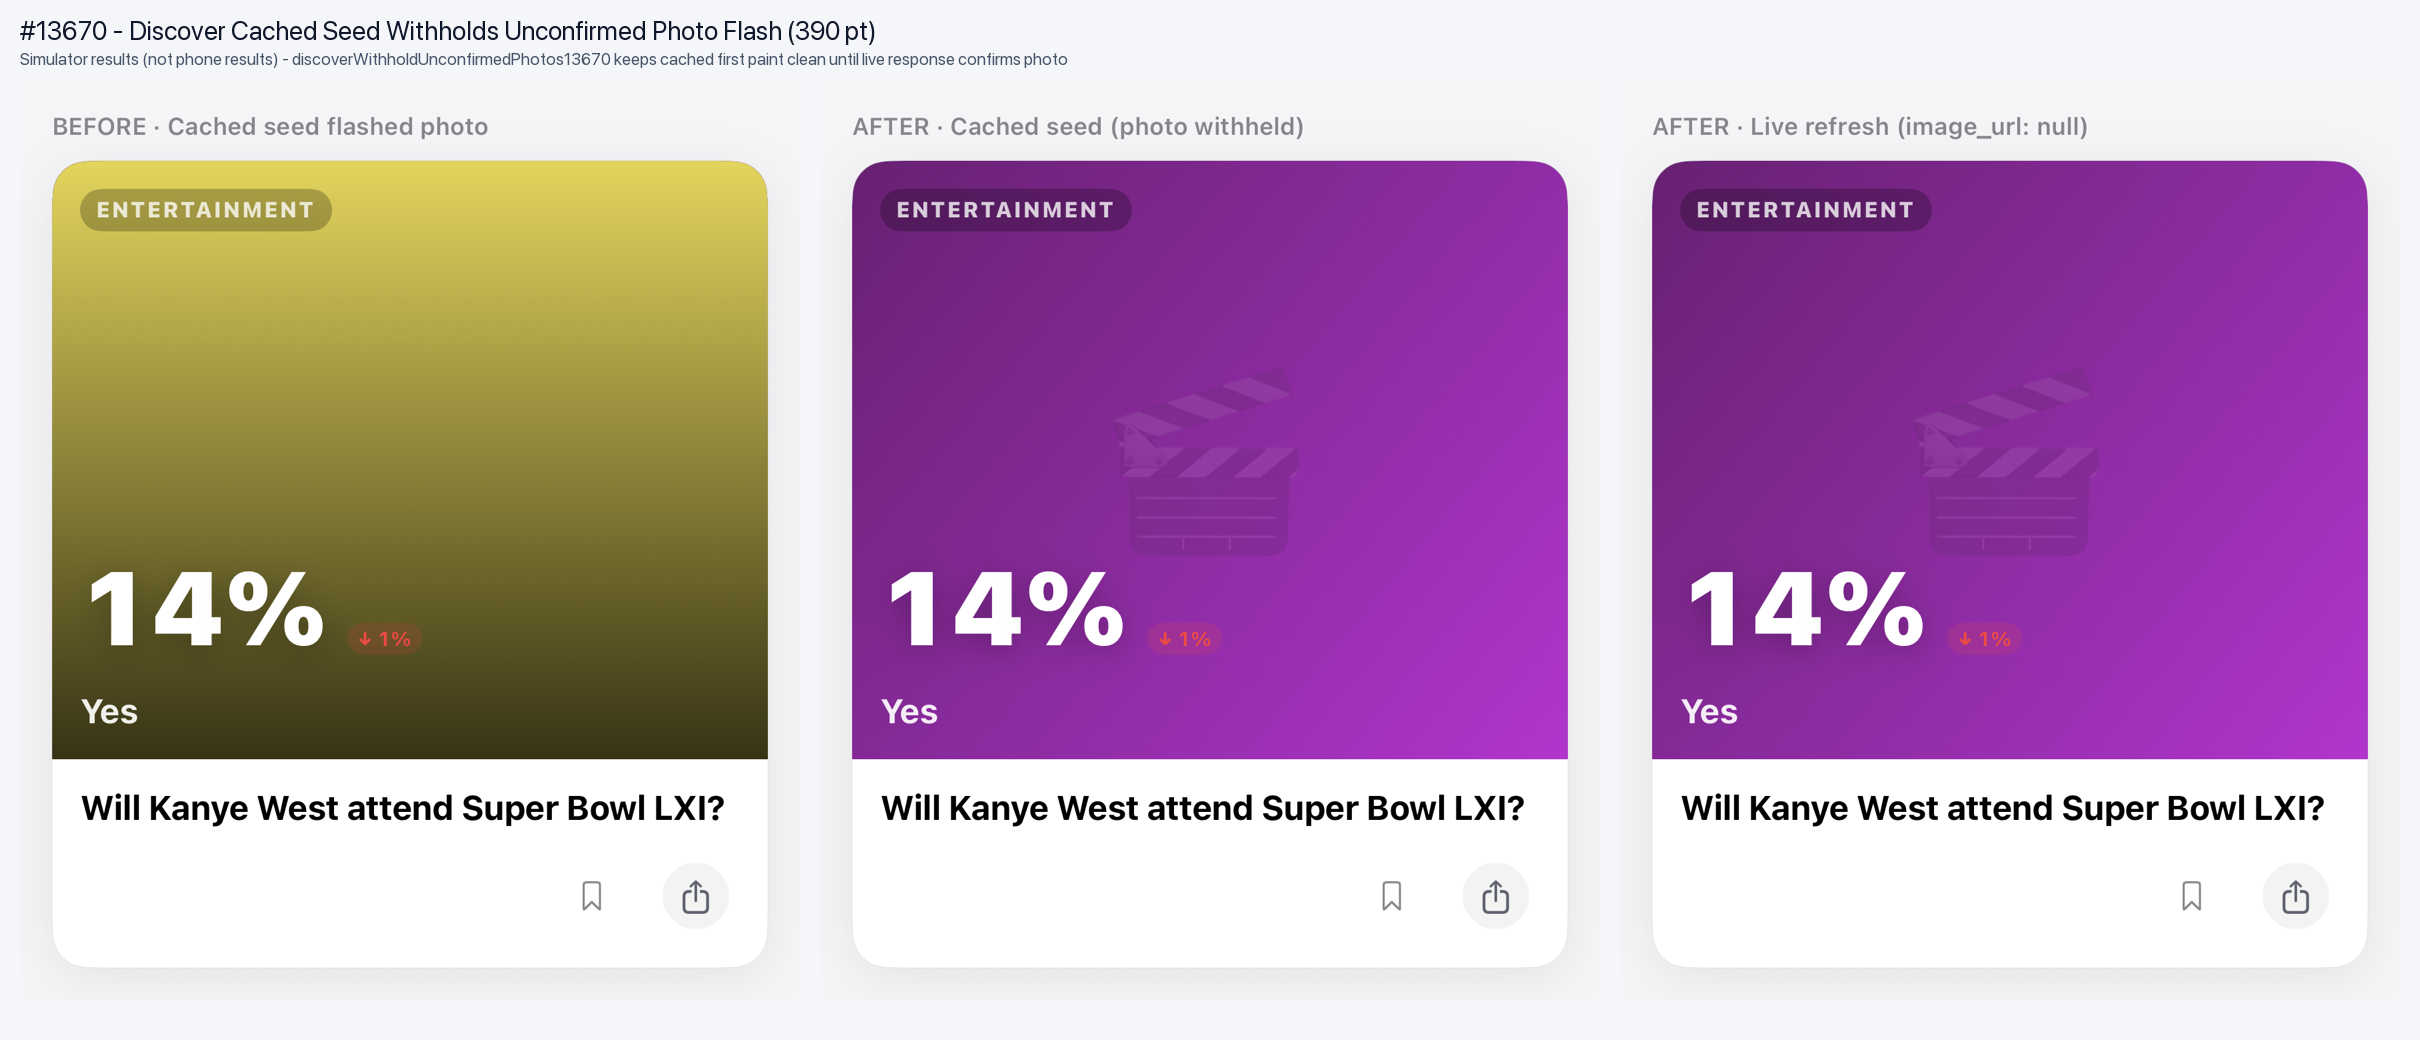 #13670 - Discover Cached Seed Withholds Unconfirmed Photo Flash (390 pt)
Simulator results (not phone results) - discoverWithholdUnconfirmedPhotos13670 keeps cached first paint clean until live response confirms photo
BEFORE · Cached seed flashed photo
ENTERTAINMENT
14%
↓ 1%
Yes
Will Kanye West attend Super Bowl LXI?
AFTER · Cached seed (photo withheld)
ENTERTAINMENT
14%
↓ 1%
Yes
Will Kanye West attend Super Bowl LXI?
AFTER · Live refresh (image_url: null)
ENTERTAINMENT
14%
↓ 1%
Yes
Will Kanye West attend Super Bowl LXI?